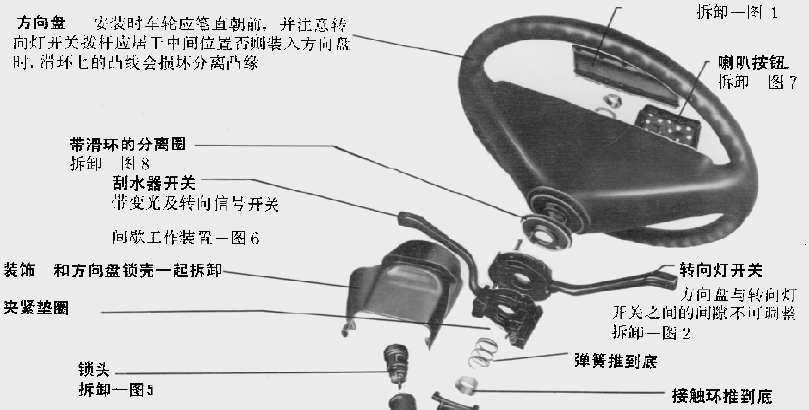 方向盘 安装时车轮应笔直朝前，并注意转
向灯开关拨杆应居于中间位置否则装入方向盘
时，滑环上的凸线会损坏分离凸缘
拆卸—图 1
喇叭按钮
拆卸 图7
带滑环的分离圈
拆卸 图8
刮水器开关
带变光及转向信号开关
间歇工作装置—图6
装饰 和方向盘锁壳一起拆卸
夹紧垫圈
锁头
拆卸—图5
转向灯开关
方向盘与转向灯
开关之间的间隙不可调整
拆卸—图2
弹簧推到底
接触环推到底